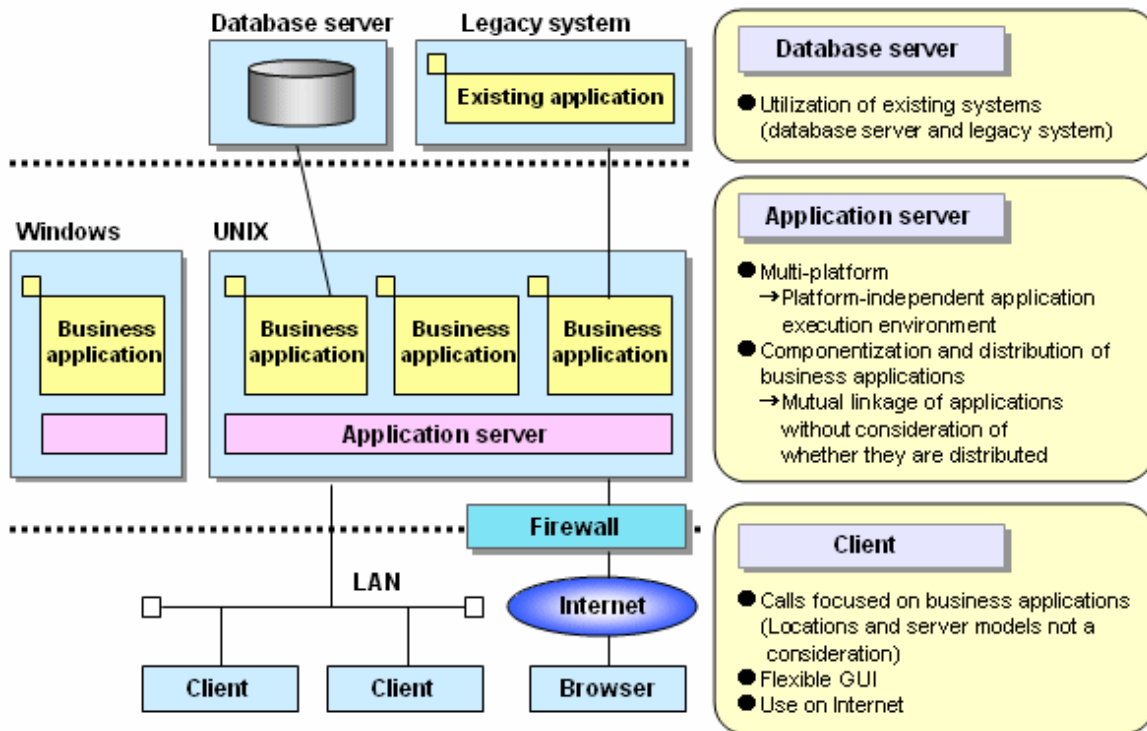 Database server
Legacy system
Existing application
Windows
UNIX
Business
application
Business
application
Business
application
Business
application
Application server
Firewall
LAN
Internet
Client
Client
Browser
Database server
●Utilization of existing systems
(database server and legacy system)
Application server
●Multi-platform
→Platform-independent application
execution environment
●Componentization and distribution of
business applications
→Mutual linkage of applications
without consideration of
whether they are distributed
Client
●Calls focused on business applications
(Locations and server models not a
consideration)
●Flexible GUI
●Use on Internet